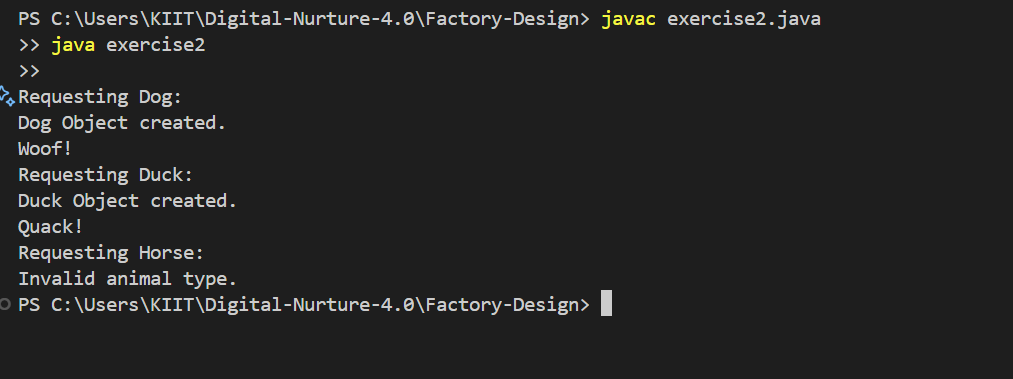 PS C:\Users\KIIT\Digital-Nurture-4.0\Factory-Design> javac exercise2.java
>> java exercise2
>>
Requesting Dog:
Dog Object created.
Woof!
Requesting Duck:
Duck Object created.
Quack!
Requesting Horse:
Invalid animal type.
PS C:\Users\KIIT\Digital-Nurture-4.0\Factory-Design>